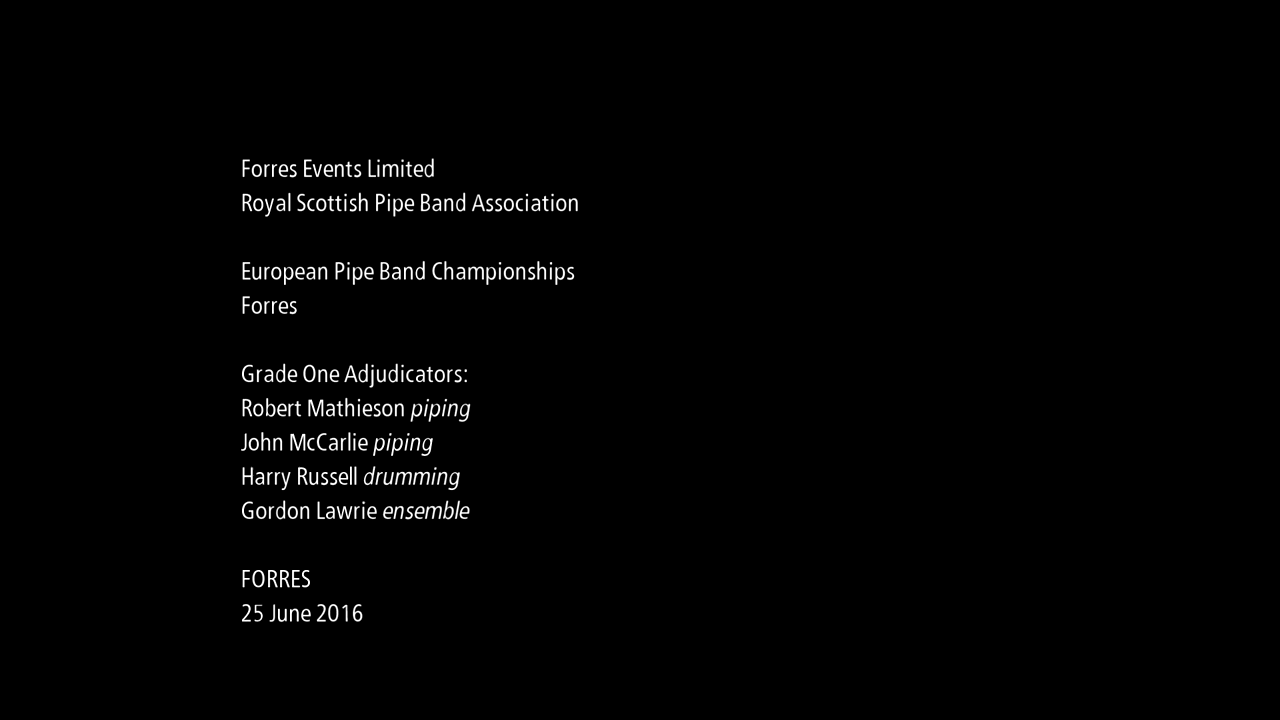 Forres Events Limited
Royal Scottish Pipe Band Association
European Pipe Band Championships
Forres
Grade One Adjudicators:
Robert Mathieson piping
John McCarlie piping
Harry Russell drumming
Gordon Lawrie ensemble
FORRES
25 June 2016